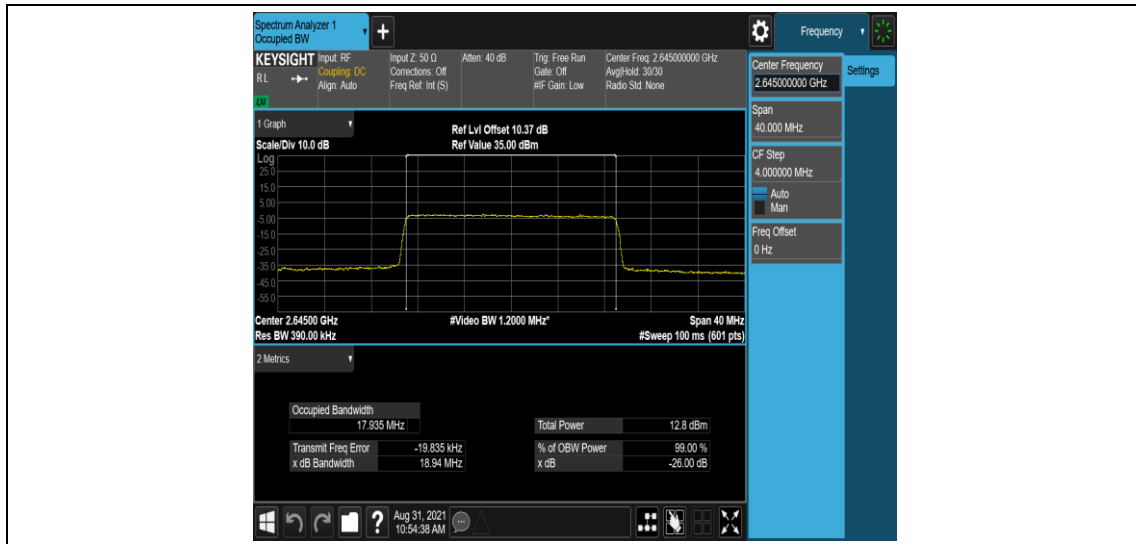 Spectrum Analyzer 1
Occupied BW
+
Frequency
KEYSIGHT
RL
LXI
Input: RF
Coupling: DC
Align: Auto
Input Z: 50 Ω
Corrections: Off
Freq Ref: Int (S)
Atten: 40 dB
Trig: Free Run
Gate: Off
#IF Gain: Low
Center Freq: 2.645000000 GHz
Avg|Hold: 30/30
Radio Std: None
Center Frequency
2.645000000 GHz
Settings
Span
40.000 MHz
CF Step
4.000000 MHz
Auto
Man
Freq Offset
0 Hz
1 Graph
Ref Lvl Offset 10.37 dB
Scale/Div 10.0 dB
Ref Value 35.00 dBm
Log
25.0
15.0
5.00
-5.00
-15.0
-25.0
-35.0
-45.0
-55.0
Center 2.64500 GHz
#Video BW 1.2000 MHz*
Span 40 MHz
Res BW 390.00 kHz
#Sweep 100 ms (601 pts)
2 Metrics
Occupied Bandwidth
17.935 MHz
Total Power 12.8 dBm
Transmit Freq Error -19.835 kHz
% of OBW Power 99.00 %
x dB Bandwidth 18.94 MHz
x dB -26.00 dB
?
Aug 31, 2021
10:54:38 AM